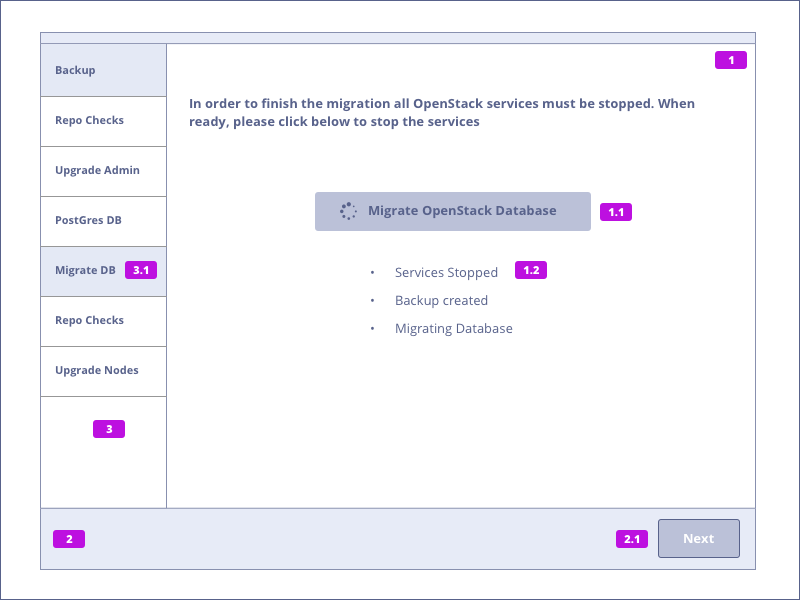 Backup
Repo Checks
Upgrade Admin
PostGres DB
Migrate DB 3.1
Repo Checks
Upgrade Nodes
3
1
In order to finish the migration all OpenStack services must be stopped. When
ready, please click below to stop the services
Migrate OpenStack Database 1.1
• Services Stopped 1.2
• Backup created
• Migrating Database
2
2.1 Next